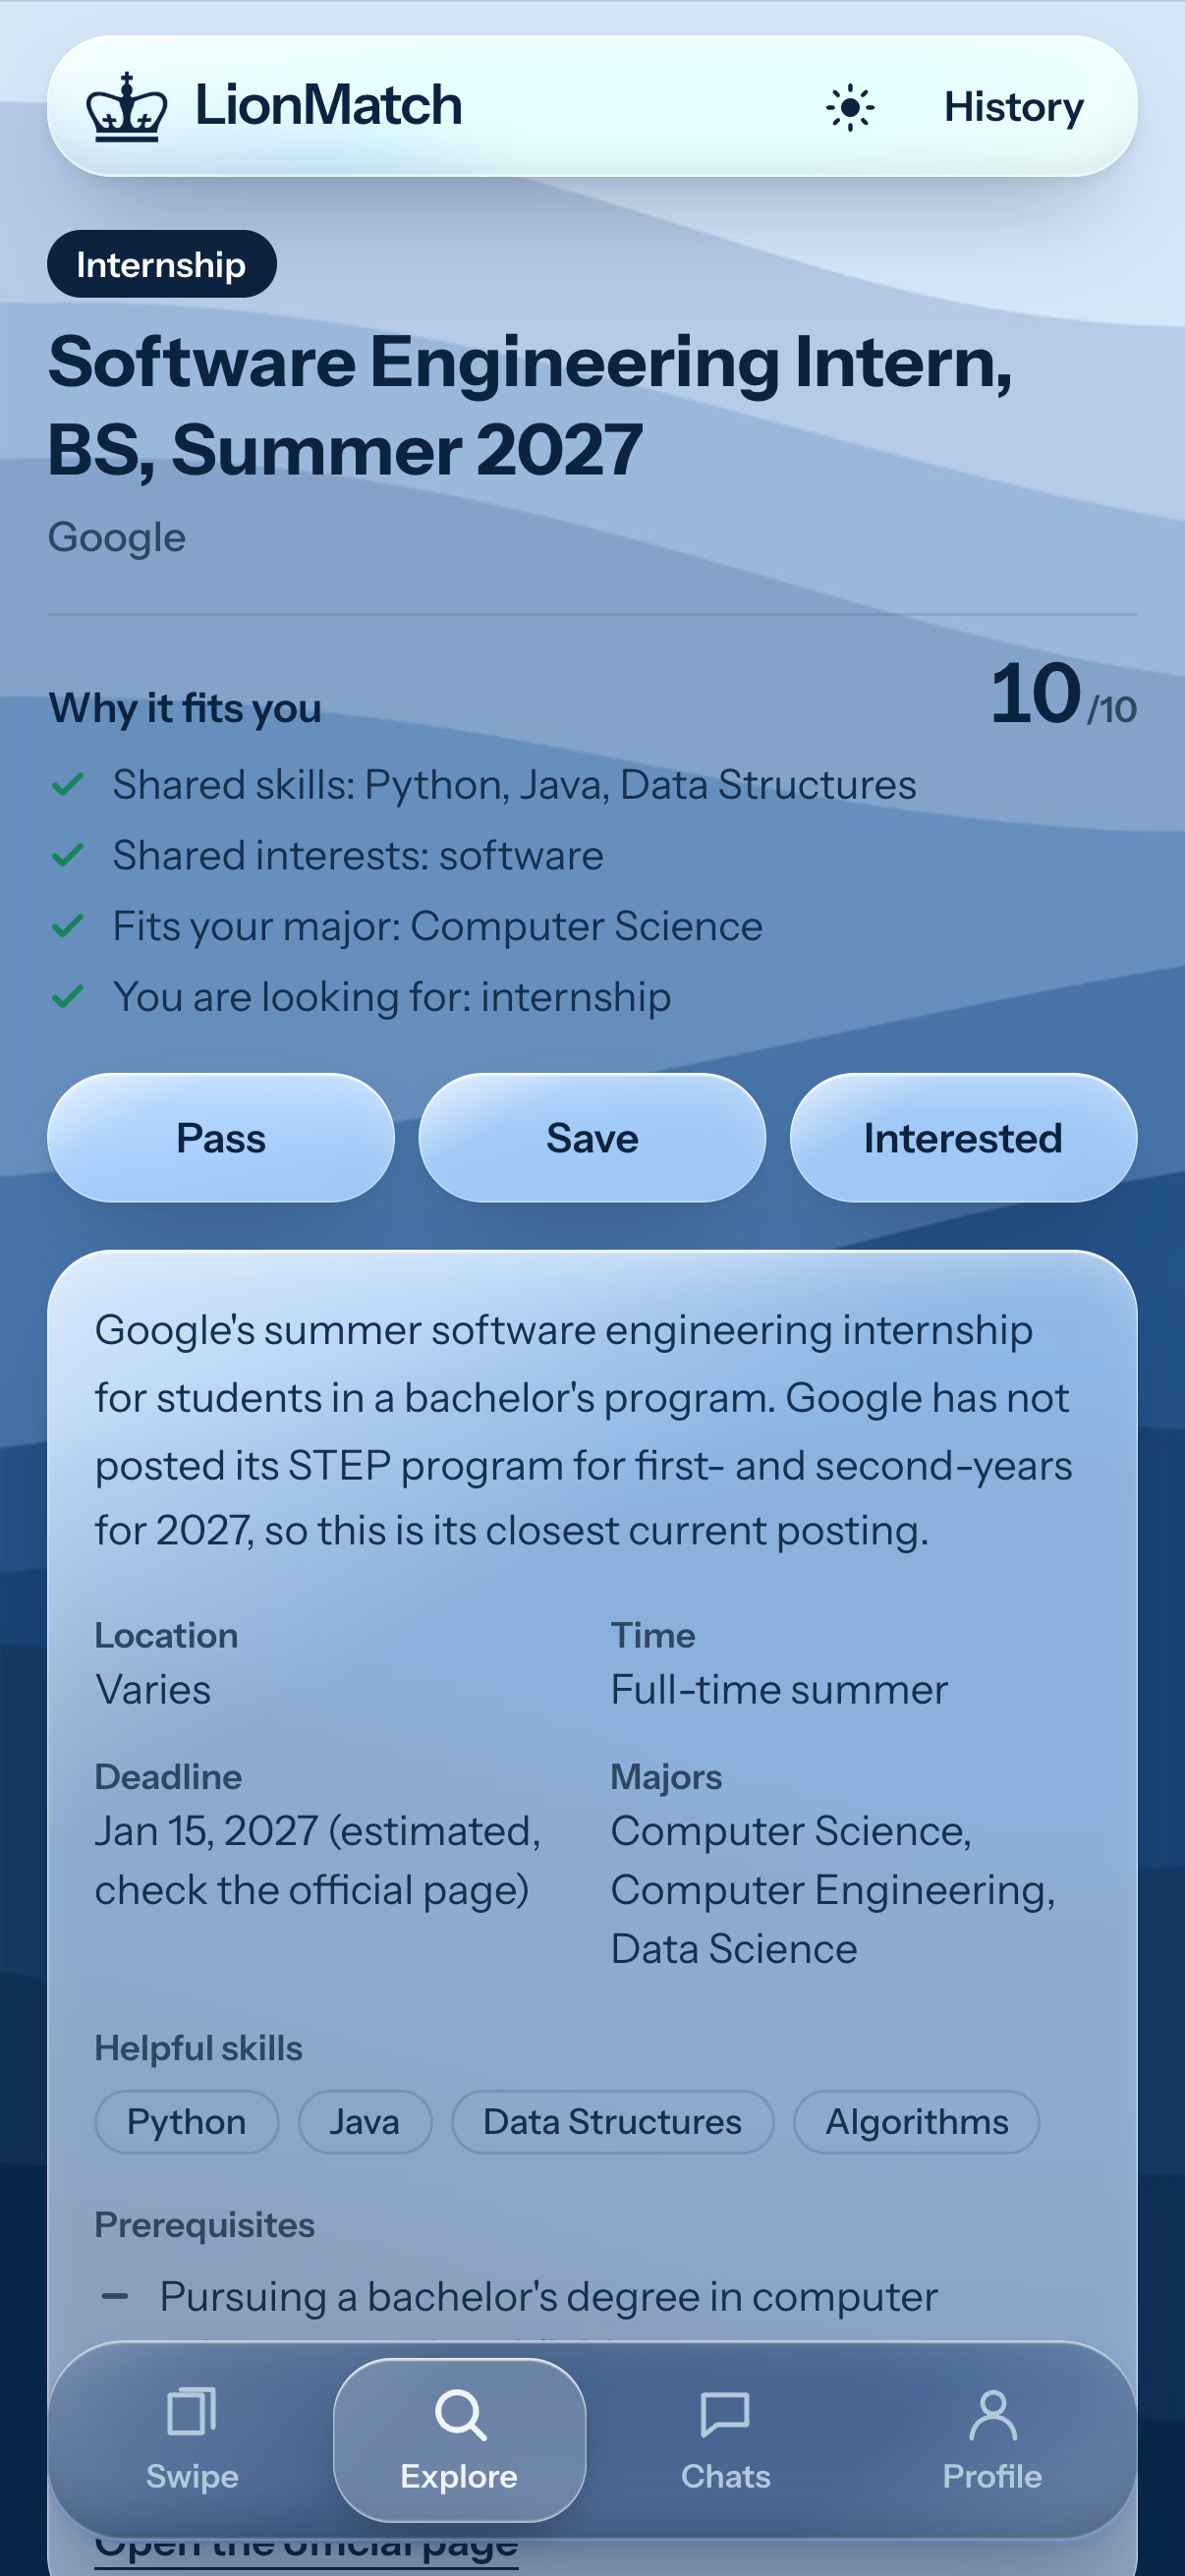 LionMatch
History
Internship
Software Engineering Intern,
BS, Summer 2027
Google
Why it fits you
10/10
Shared skills: Python, Java, Data Structures
Shared interests: software
Fits your major: Computer Science
You are looking for: internship
Pass
Save
Interested
Google's summer software engineering internship
for students in a bachelor's program. Google has not
posted its STEP program for first- and second-years
for 2027, so this is its closest current posting.
Location
Varies
Time
Full-time summer
Deadline
Jan 15, 2027 (estimated,
check the official page)
Majors
Computer Science,
Computer Engineering,
Data Science
Helpful skills
Python
Java
Data Structures
Algorithms
Prerequisites
Pursuing a bachelor's degree in computer
Swipe
Explore
Chats
Profile
Open the official page